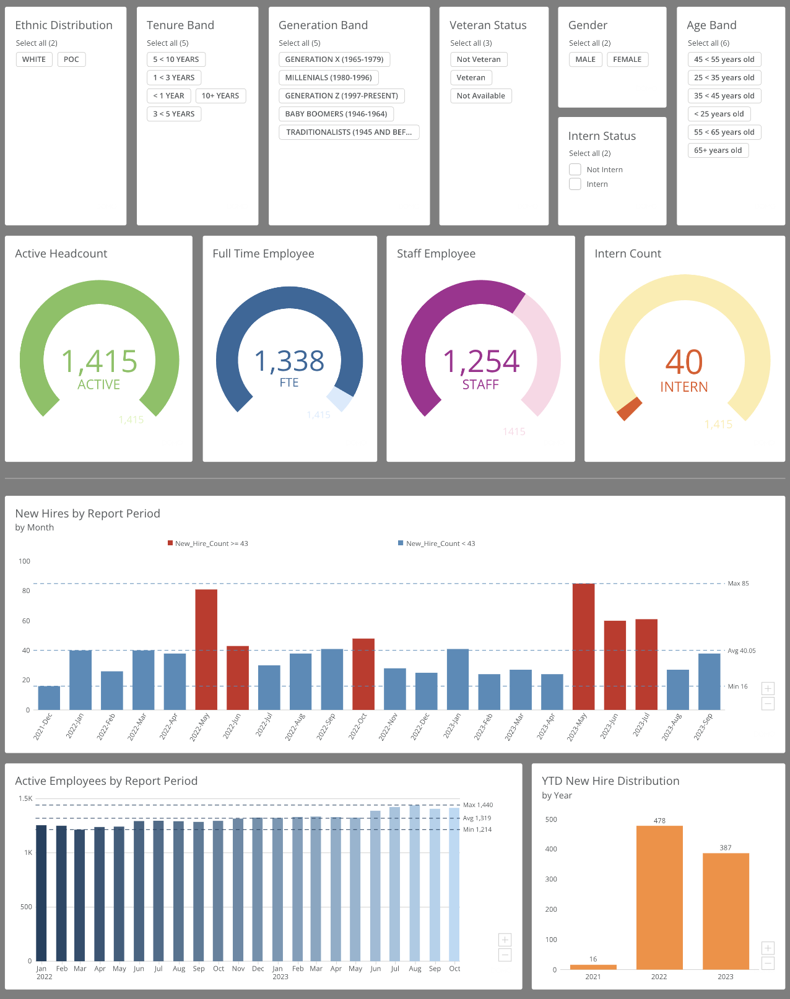 Ethnic Distribution
Select all (2)
WHITE POC
Tenure Band
Select all (5)
5 < 10 YEARS
1 < 3 YEARS
< 1 YEAR 10+ YEARS
3 < 5 YEARS
Generation Band
Select all (5)
GENERATION X (1965-1979)
MILLENIALS (1980-1996)
GENERATION Z (1997-PRESENT)
BABY BOOMERS (1946-1964)
TRADITIONALISTS (1945 AND BEF...
Veteran Status
Select all (3)
Not Veteran
Veteran
Not Available
Gender
Select all (2)
MALE FEMALE
Intern Status
Select all (2)
Not Intern
Intern
Age Band
Select all (6)
45 < 55 years old
25 < 35 years old
35 < 45 years old
< 25 years old
55 < 65 years old
65+ years old
Active Headcount
1,415
ACTIVE
1,415
Full Time Employee
1,338
FTE
1,415
Staff Employee
1,254
STAFF
1415
Intern Count
40
INTERN
1,415
New Hires by Report Period
by Month
New_Hire_Count >= 43 New_Hire_Count < 43
100
80
60
40
20
0
Max 85
Avg 40.05
Min 16
2021-Dec 2022-Jan 2022-Feb 2022-Mar 2022-Apr 2022-May 2022-Jun 2022-Jul 2022-Aug 2022-Sep 2022-Oct 2022-Nov 2022-Dec 2023-Jan 2023-Feb 2023-Mar 2023-Apr 2023-May 2023-Jun 2023-Jul 2023-Aug 2023-Sep
Active Employees by Report Period
1.5K
1K
500
0
Max 1,440
Avg 1,319
Min 1,214
Jan Feb Mar Apr May Jun Jul Aug Sep Oct Nov Dec Jan Feb Mar Apr May Jun Jul Aug Sep Oct
2022 2023
YTD New Hire Distribution
by Year
500
400
300
200
100
0
16
478
387
2021 2022 2023